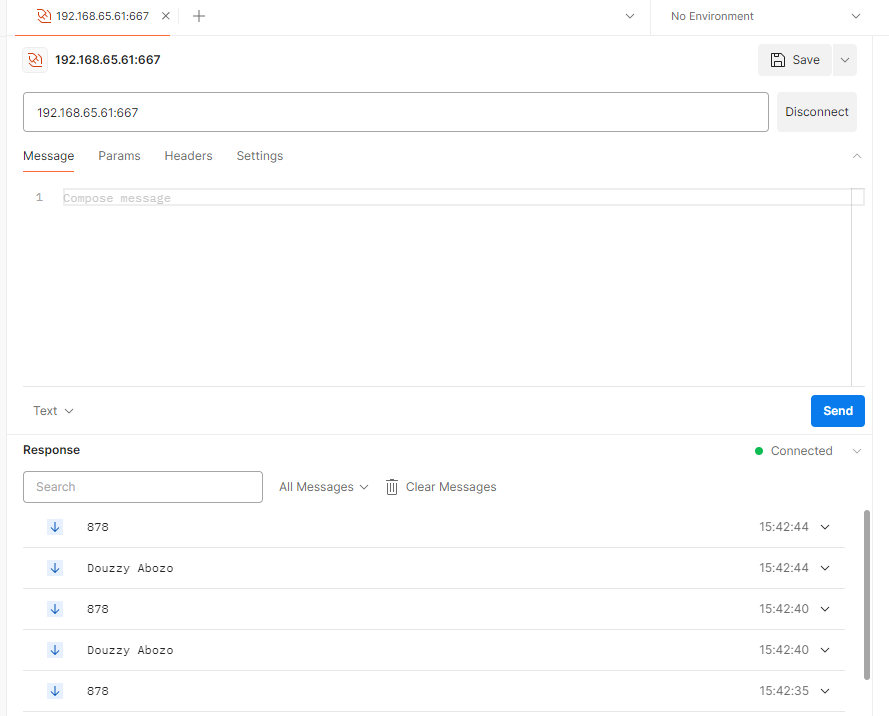 192.168.65.61:667
No Environment
192.168.65.61:667
Save
192.168.65.61:667
Disconnect
Message Params Headers Settings
1 Compose message
Text
Send
Response
Connected
Search
All Messages
Clear Messages
878 15:42:44
Douzzy Abozo 15:42:44
878 15:42:40
Douzzy Abozo 15:42:40
878 15:42:35